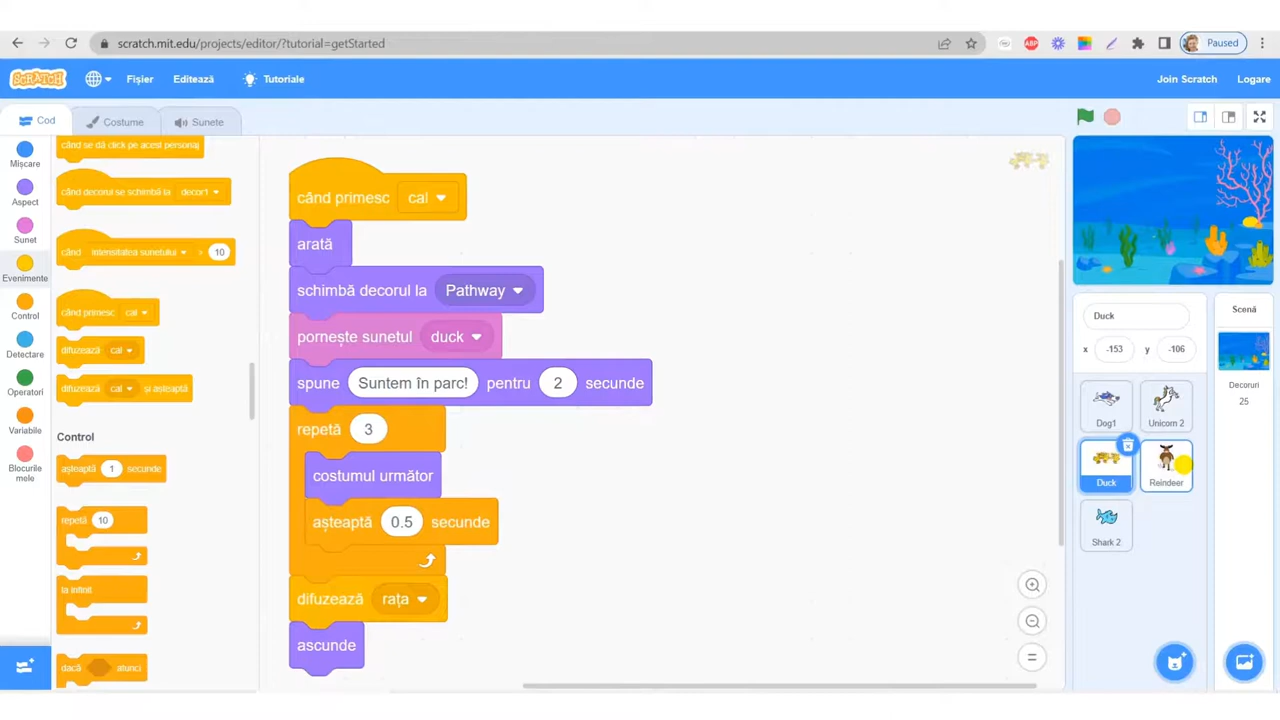 scratch.mit.edu/projects/editor/?tutorial=getStarted
ABP
Paused
SCRATCH
Fișier
Editează
Tutoriale
Join Scratch
Logare
Cod
Costume
Sunete
Mișcare
Aspect
Sunet
Evenimente
Control
Detectare
Operatori
Variabile
Blocurile mele
când se dă click pe acest personaj
când decorul se schimbă la decor1
când intensitatea sunetului > 10
când primesc cal
difuzează cal
difuzează cal și așteaptă
Control
așteaptă 1 secunde
repetă 10
la infinit
dacă atunci
când primesc cal
arată
schimbă decorul la Pathway
pornește sunetul duck
spune Suntem în parc! pentru 2 secunde
repetă 3
costumul următor
așteaptă 0.5 secunde
difuzează rața
ascunde
Duck
x -153 y -106
Dog1
Unicorn 2
Duck
Reindeer
Shark 2
Scenă
Decoruri
25